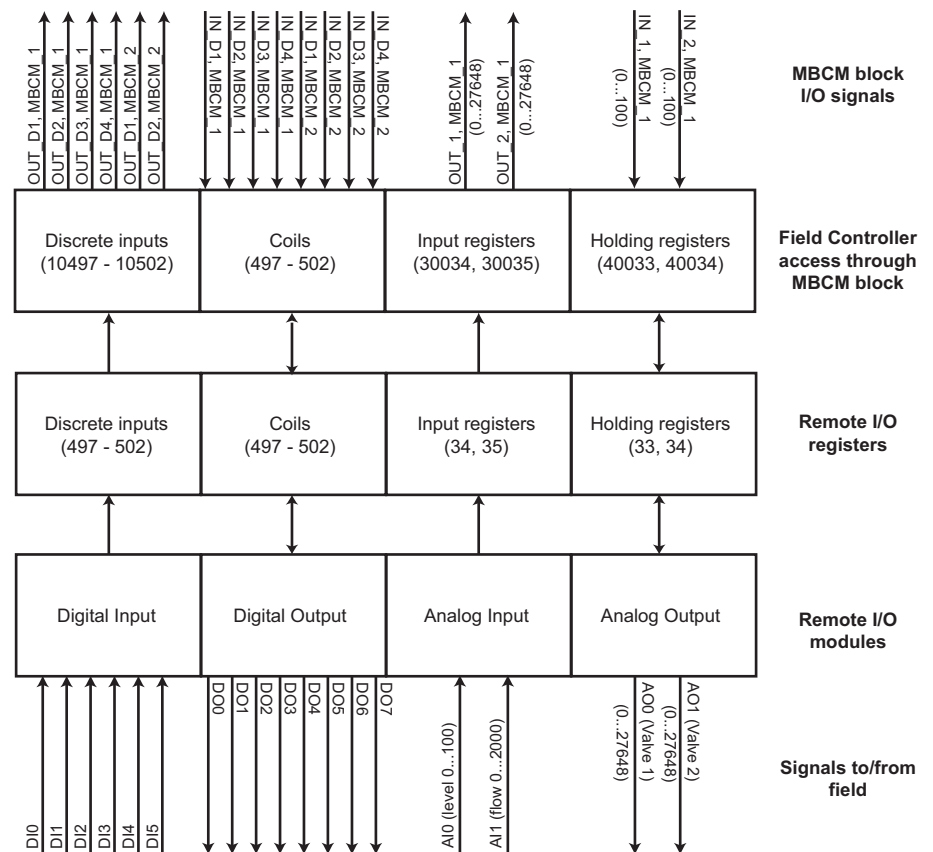 OUT_D1, MBCM_1
OUT_D2, MBCM_1
OUT_D3, MBCM_1
OUT_D4, MBCM_1
OUT_D1, MBCM_2
OUT_D2, MBCM_2
IN_D1, MBCM_1
IN_D2, MBCM_1
IN_D3, MBCM_1
IN_D4, MBCM_1
IN_D1, MBCM_2
IN_D2, MBCM_2
IN_D3, MBCM_2
IN_D4, MBCM_2
OUT_1, MBCM_1
(0...27648)
OUT_2, MBCM_1
(0...27648)
IN_1, MBCM_1
(0...100)
IN_2, MBCM_1
(0...100)
MBCM block
I/O signals
Discrete inputs
(10497 - 10502)
Coils
(497 - 502)
Input registers
(30034, 30035)
Holding registers
(40033, 40034)
Field Controller
access through
MBCM block
Discrete inputs
(497 - 502)
Coils
(497 - 502)
Input registers
(34, 35)
Holding registers
(33, 34)
Remote I/O
registers
Digital Input
Digital Output
Analog Input
Analog Output
Remote I/O
modules
DI0
DI1
DI2
DI3
DI4
DI5
DO0
DO1
DO2
DO3
DO4
DO5
DO6
DO7
AI0 (level 0...100)
AI1 (flow 0...2000)
AO0 (Valve 1)
(0...27648)
AO1 (Valve 2)
(0...27648)
Signals to/from
field